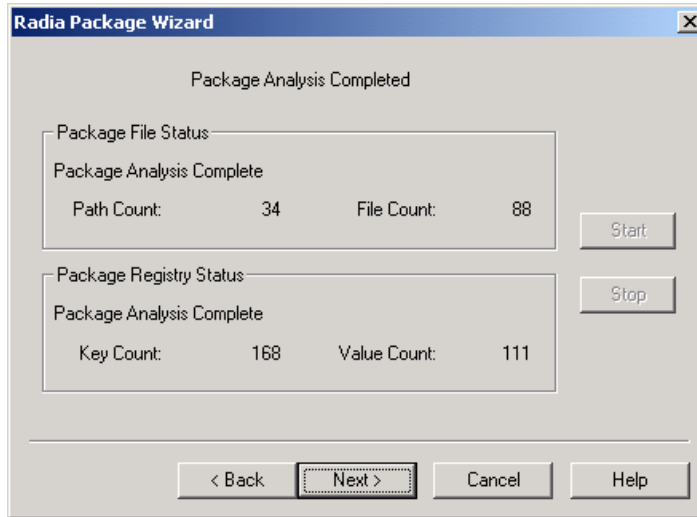 Radia Package Wizard
Package Analysis Completed
Package File Status
Package Analysis Complete
Path Count: 34 File Count: 88
Start
Package Registry Status
Stop
Package Analysis Complete
Key Count: 168 Value Count: 111
< Back Next > Cancel Help